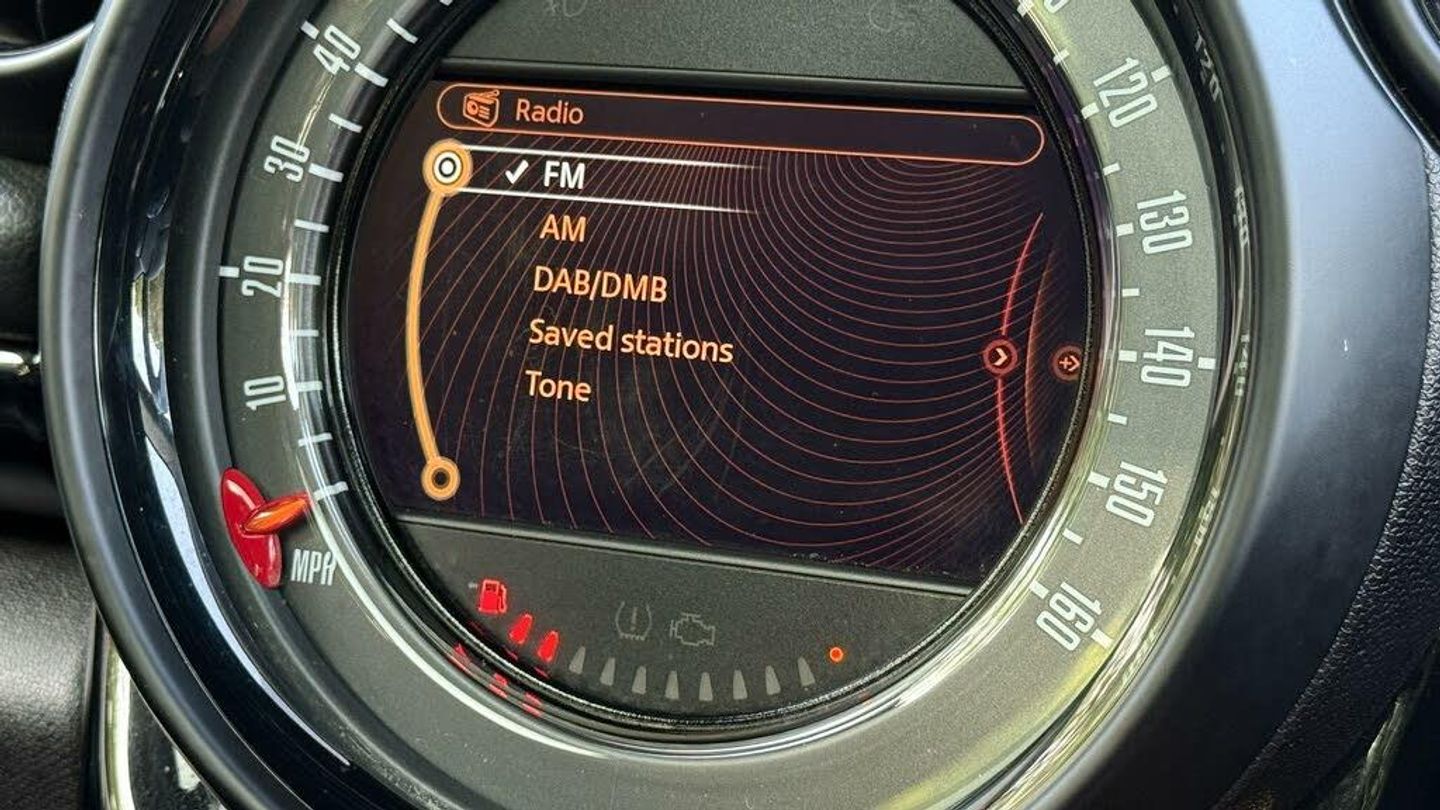 Radio
FM
AM
DAB/DMB
Saved stations
Tone
40
30
20
10
MPH
120
130
140
150
160